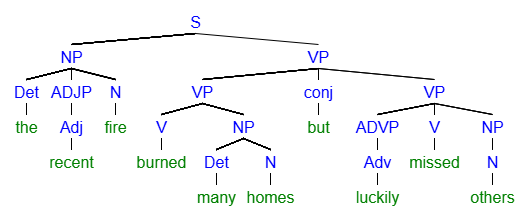 S
NP VP
Det ADJP N VP conj VP
the Adj fire V NP but ADVP V NP
recent burned Det N Adv missed N
many homes luckily others